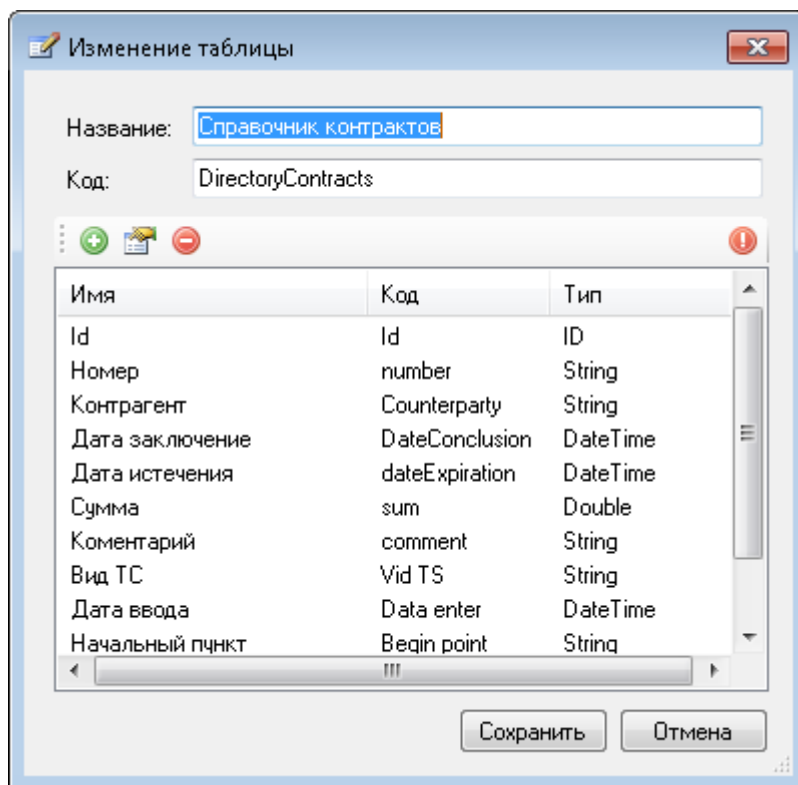 Изменение таблицы
Название: Справочник контрактов
Код: DirectoryContracts
Имя Код Тип
Id Id ID
Номер number String
Контрагент Counterparty String
Дата заключение DateConclusion DateTime
Дата истечения dateExpiration DateTime
Сумма sum Double
Коментарий comment String
Вид ТС Vid TS String
Дата ввода Data enter DateTime
Начальный пункт Begin point String
Сохранить Отмена